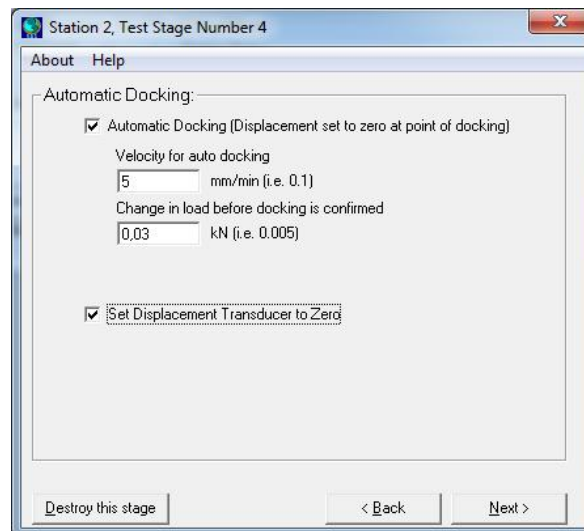 Station 2, Test Stage Number 4
About Help
Automatic Docking:
Automatic Docking (Displacement set to zero at point of docking)
Velocity for auto docking
5 mm/min (i.e. 0.1)
Change in load before docking is confirmed
0,03 kN (i.e. 0.005)
Set Displacement Transducer to Zero
Destroy this stage < Back Next >